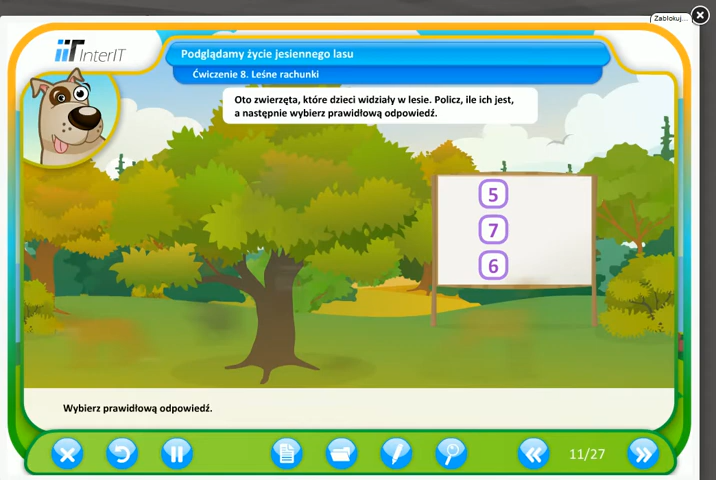 Zablokuj...
iiT InterIT
Podglądamy życie jesiennego lasu
Ćwiczenie 8. Leśne rachunki
Oto zwierzęta, które dzieci widziały w lesie. Policz, ile ich jest,
a następnie wybierz prawidłową odpowiedź.
5
7
6
Wybierz prawidłową odpowiedź.
11/27